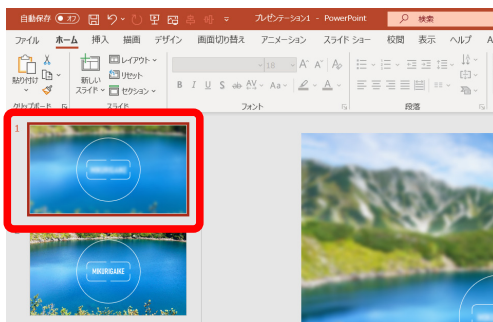 自動保存 オフ プレゼンテーション1 - PowerPoint 検索
ファイル ホーム 挿入 描画 デザイン 画面切り替え アニメーション スライド ショー 校閲 表示 ヘルプ A
貼り付け 新しい スライド レイアウト リセット セクション
18 A A A
B I U S ab AV Aa A
クリップボード スライド フォント 段落
1
MIKURIGAIKE